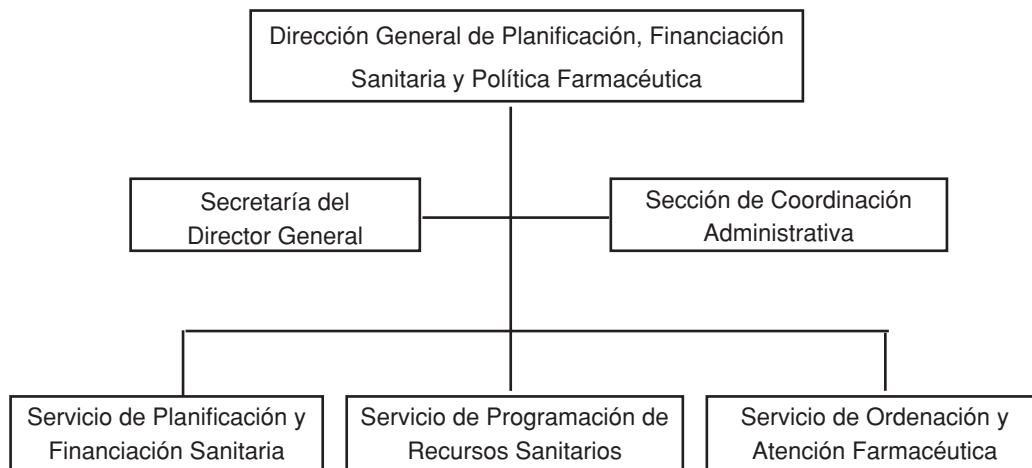 Dirección General de Planificación, Financiación
Sanitaria y Política Farmacéutica
Secretaría del
Director General
Sección de Coordinación
Administrativa
Servicio de Planificación y
Financiación Sanitaria
Servicio de Programación de
Recursos Sanitarios
Servicio de Ordenación y
Atención Farmacéutica